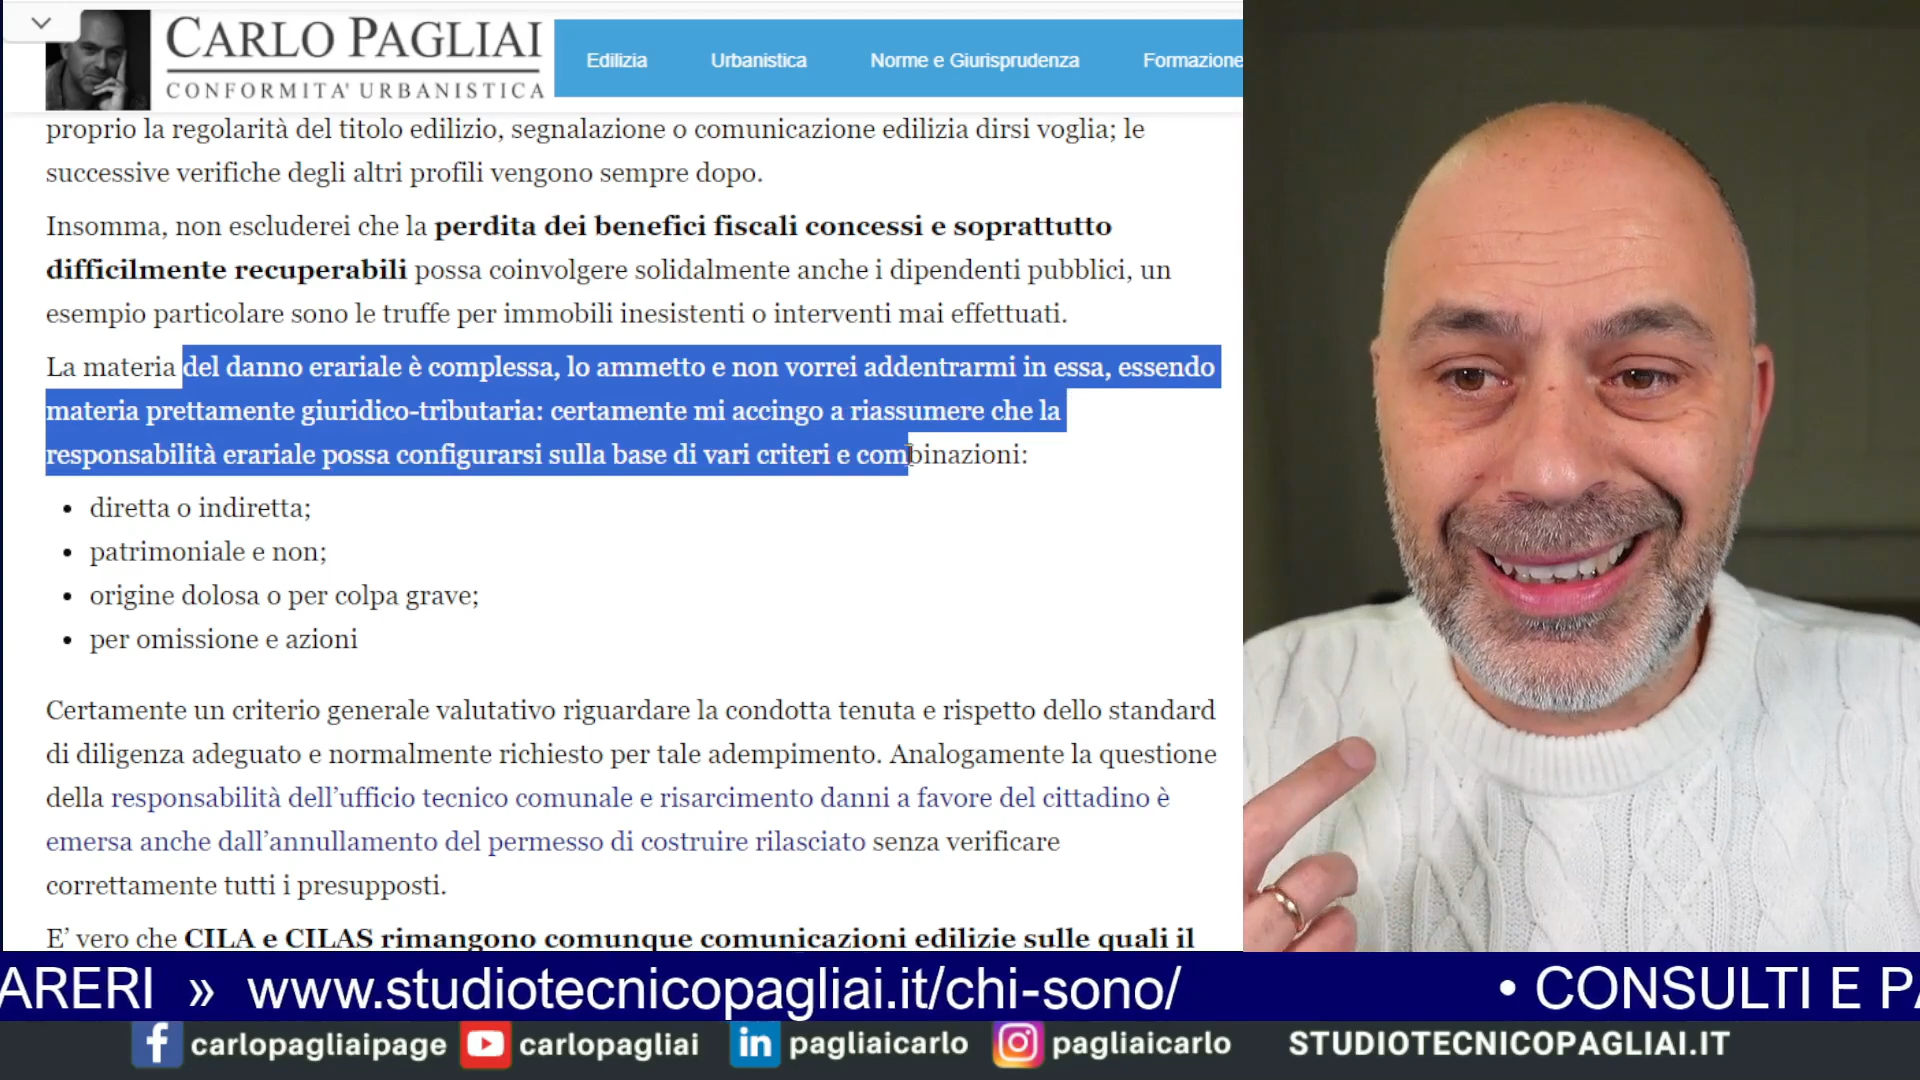 CARLO PAGLIAI
CONFORMITA' URBANISTICA
Edilizia Urbanistica Norme e Giurisprudenza Formazione
proprio la regolarità del titolo edilizio, segnalazione o comunicazione edilizia dirsi voglia; le
successive verifiche degli altri profili vengono sempre dopo.
Insomma, non escluderei che la perdita dei benefici fiscali concessi e soprattutto
difficilmente recuperabili possa coinvolgere solidalmente anche i dipendenti pubblici, un
esempio particolare sono le truffe per immobili inesistenti o interventi mai effettuati.
La materia del danno erariale è complessa, lo ammetto e non vorrei addentrarmi in essa, essendo
materia prettamente giuridico-tributaria: certamente mi accingo a riassumere che la
responsabilità erariale possa configurarsi sulla base di vari criteri e combinazioni:
• diretta o indiretta;
• patrimoniale e non;
• origine dolosa o per colpa grave;
• per omissione e azioni
Certamente un criterio generale valutativo riguardare la condotta tenuta e rispetto dello standard
di diligenza adeguato e normalmente richiesto per tale adempimento. Analogamente la questione
della responsabilità dell’ufficio tecnico comunale e risarcimento danni a favore del cittadino è
emersa anche dall’annullamento del permesso di costruire rilasciato senza verificare
correttamente tutti i presupposti.
E’ vero che CILA e CILAS rimangono comunque comunicazioni edilizie sulle quali il
ARERI » www.studiotecnicopagliai.it/chi-sono/ • CONSULTI E PA
carlopagliaipage carlopagliai pagliaicarlo pagliaicarlo STUDIOTECNICOPAGLIAI.IT